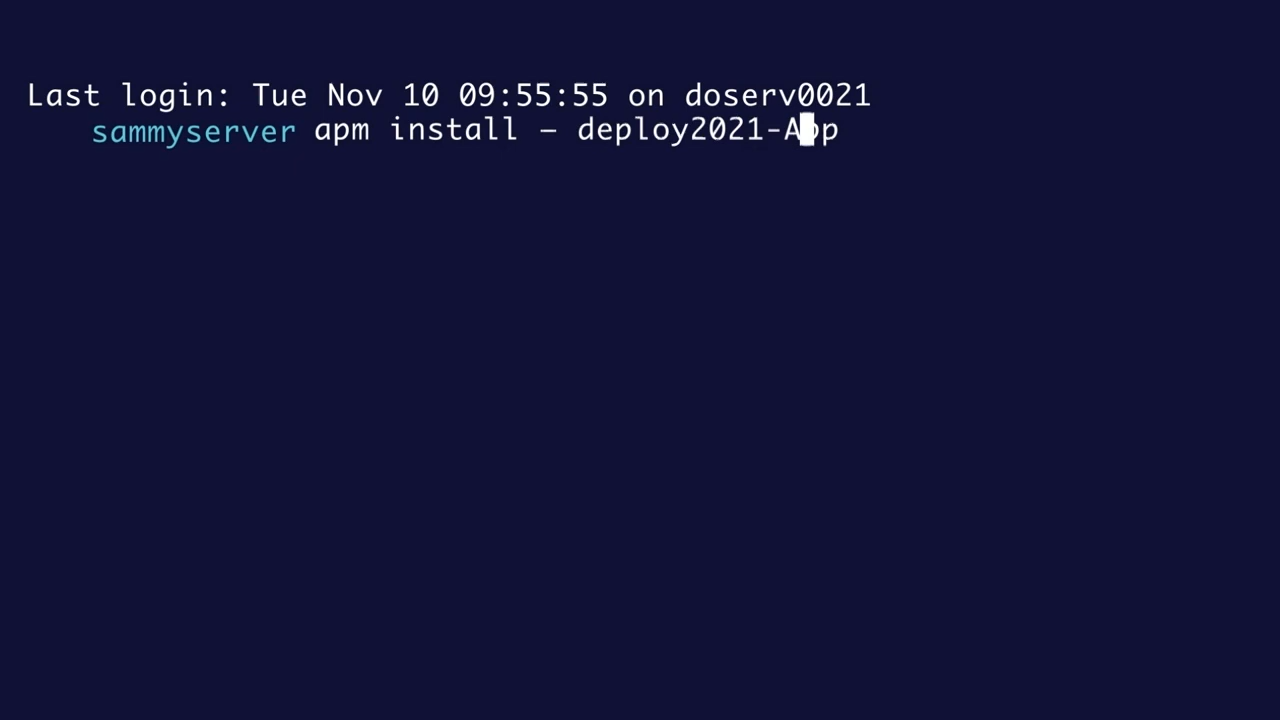 Last login: Tue Nov 10 09:55:55 on doserv0021
sammyserver apm install – deploy2021-App